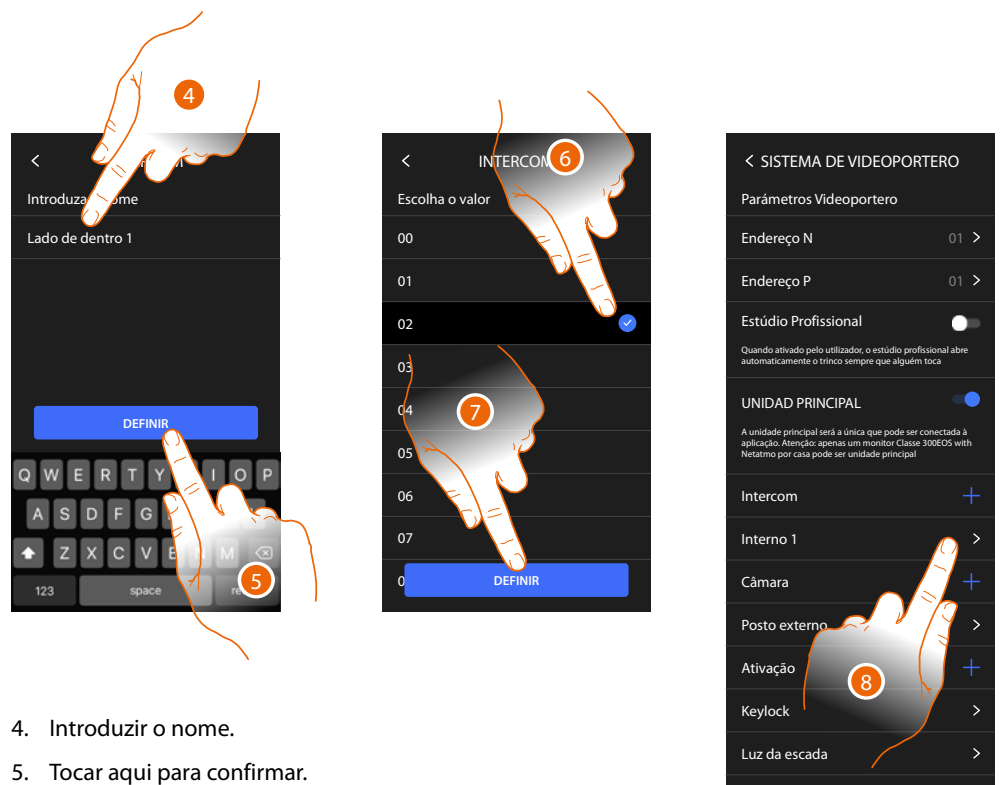 4
Introduza
me
Lado de dentro 1
DEFINIR
Q W E R T Y I O P
A S D F G
Z X C V B N M
123 space
5
6
INTERCOM
Escolha o valor
00
01
02
03
04
7
05
06
07
0
DEFINIR
SISTEMA DE VIDEOPORTERO
Parámetros Videoportero
Endereço N 01
Endereço P 01
Estúdio Profissional
Quando ativado pelo utilizador, o estúdio profissional abre
automaticamente o trinco sempre que alguém toca
UNIDAD PRINCIPAL
A unidade principal será a única que pode ser conectada à
aplicação. Atenção: apenas um monitor Classe 300EOS with
Netatmo por casa pode ser unidade principal
Intercom
Interno 1
Câmara
Posto externo
Ativação
8
Keylock
Luz da escada
4. Introduzir o nome.
5. Tocar aqui para confirmar.